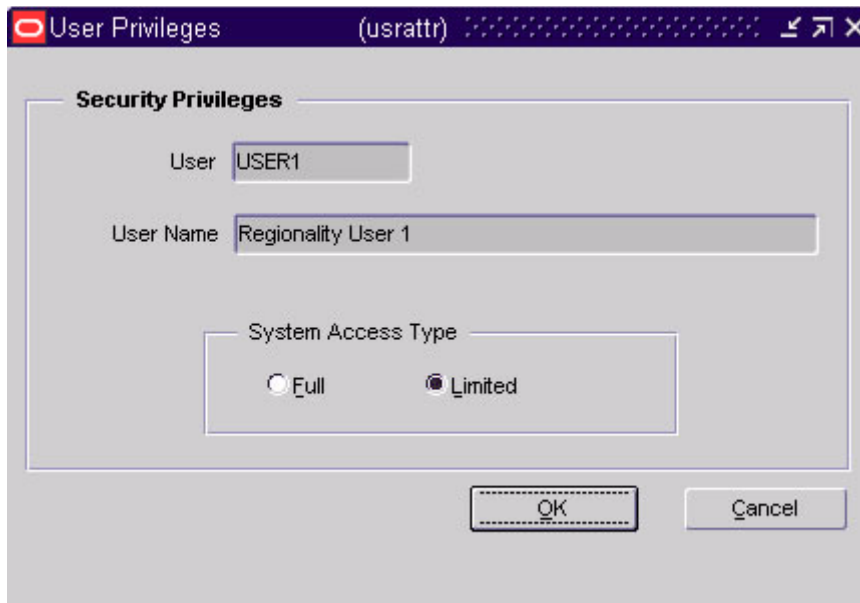 User Privileges (usrattr)
Security Privileges
User USER1
User Name Regionality User 1
System Access Type
Full Limited
OK Cancel